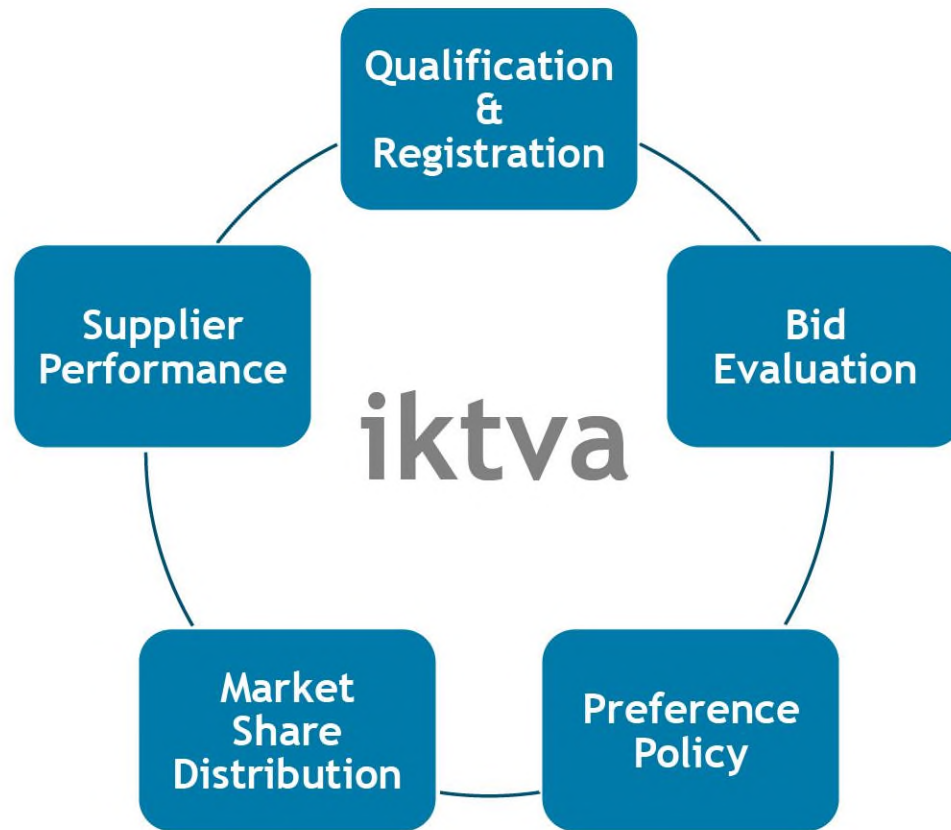 Qualification
&
Registration
Bid
Evaluation
Preference
Policy
Market
Share
Distribution
Supplier
Performance
iktva